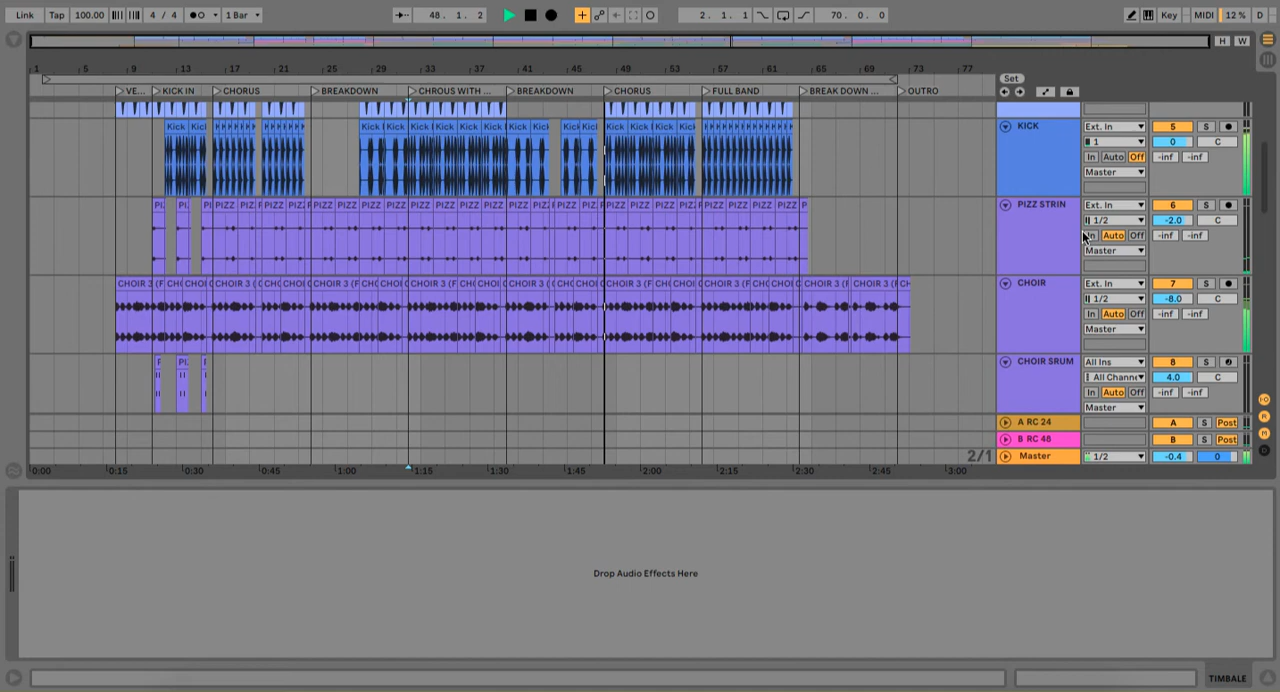 Link Tap 100.00 4 / 4 1 Bar 48. 1. 2 2. 1. 1 70. 0. 0 Key MIDI 12 % D
H W
1 5 9 13 17 21 25 29 33 37 41 45 49 53 57 61 65 69 73 77 Set
VE... KICK IN CHORUS BREAKDOWN CHROUS WITH ... BREAKDOWN CHORUS FULL BAND BREAK DOWN ... OUTRO
KICK Ext. In 5 S
1 0 C
In Auto Off -inf -inf
Master
PIZZ STRIN Ext. In 6 S
1/2 -2.0 C
In Auto Off -inf -inf
Master
CHOIR Ext. In 7 S
1/2 -8.0 C
In Auto Off -inf -inf
Master
CHOIR SRUM All Ins 8 S
All Channe 4.0 C
In Auto Off -inf -inf
Master
A RC 24 A S Post
B RC 48 B S Post
2/1 Master 1/2 -0.4 0
0:00 0:15 0:30 0:45 1:00 1:15 1:30 1:45 2:00 2:15 2:30 2:45 3:00
Drop Audio Effects Here
TIMBALE